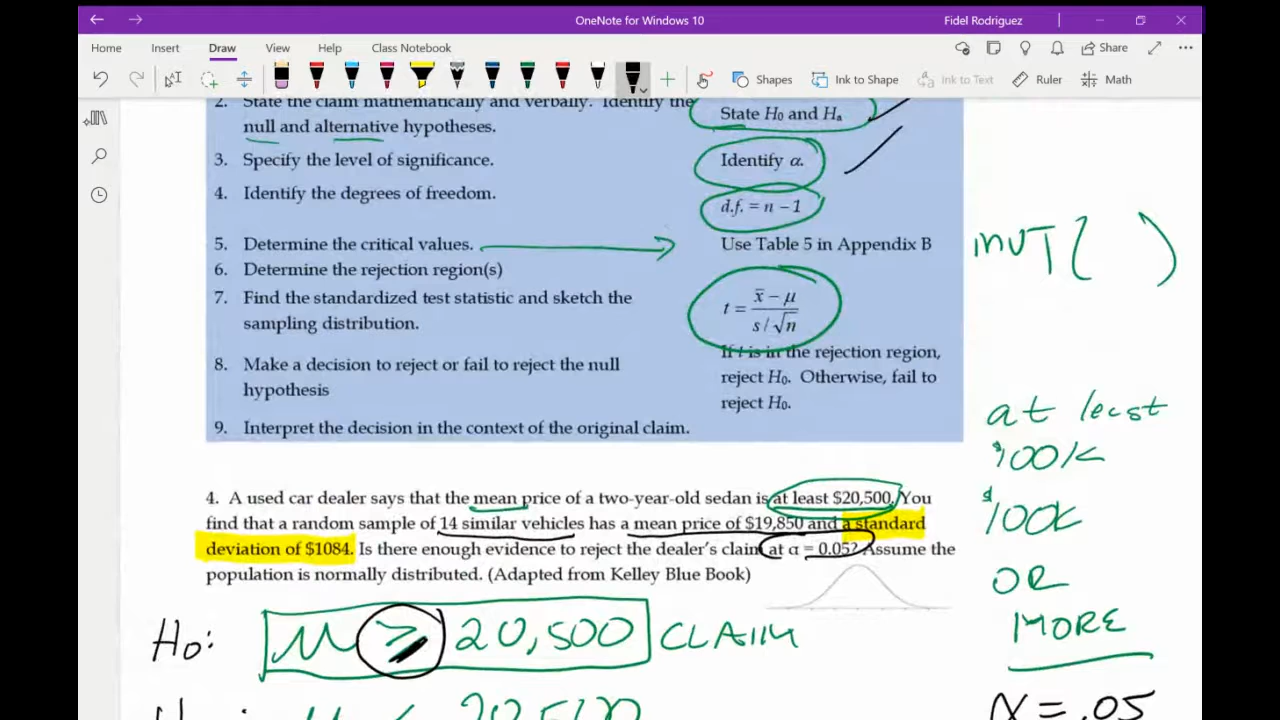 OneNote for Windows 10
Fidel Rodriguez
Home Insert Draw View Help Class Notebook Share
Shapes Ink to Shape Ink to Text Ruler Math
2. State the claim mathematically and verbally. Identify the null and alternative hypotheses.
State H₀ and Hₐ
3. Specify the level of significance.
Identify α.
4. Identify the degrees of freedom.
d.f. = n – 1
5. Determine the critical values.
Use Table 5 in Appendix B
invT( )
6. Determine the rejection region(s)
7. Find the standardized test statistic and sketch the
sampling distribution.
t = (x̄ – μ) / (s / √n)
8. Make a decision to reject or fail to reject the null
hypothesis
If t is in the rejection region,
reject H₀. Otherwise, fail to
reject H₀.
9. Interpret the decision in the context of the original claim.
at least
$100K
$100K
OR
MORE
4. A used car dealer says that the mean price of a two-year-old sedan is at least $20,500. You
find that a random sample of 14 similar vehicles has a mean price of $19,850 and a standard
deviation of $1084. Is there enough evidence to reject the dealer's claim at α = 0.05? Assume the
population is normally distributed. (Adapted from Kelley Blue Book)
Ho: μ ≥ 20,500 CLAIM
μ < 20,500
α = .05